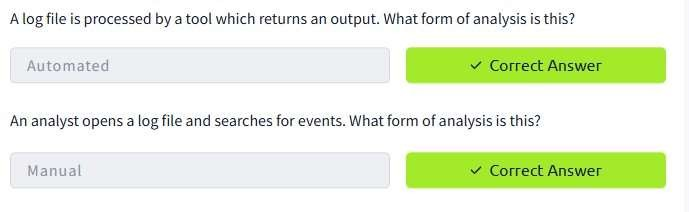 A log file is processed by a tool which returns an output. What form of analysis is this?
Automated
✓ Correct Answer
An analyst opens a log file and searches for events. What form of analysis is this?
Manual
✓ Correct Answer